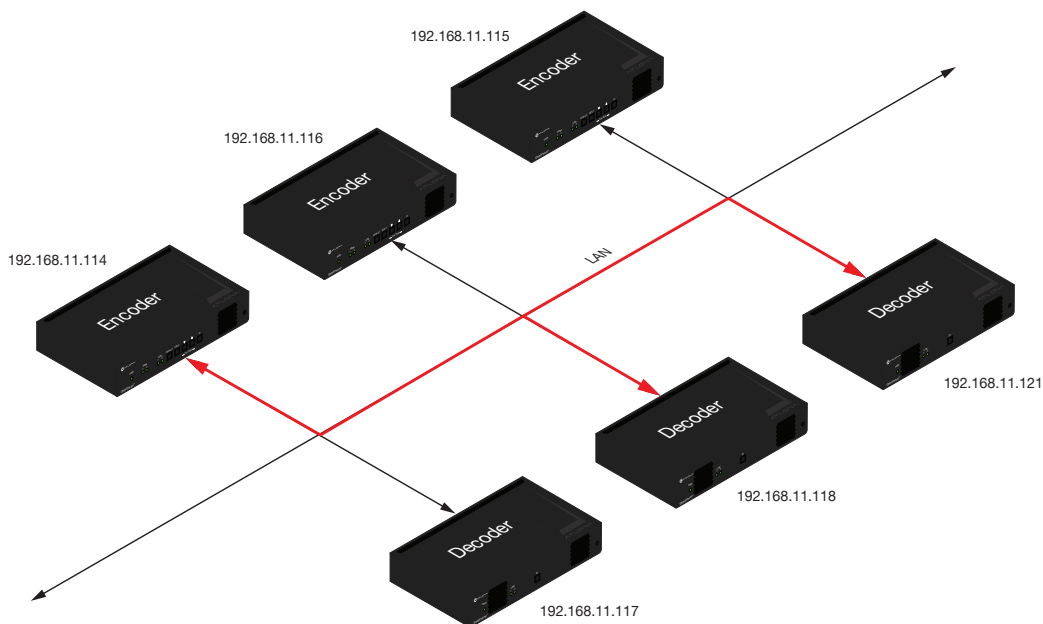 192.168.11.115
Encoder
192.168.11.116
Encoder
LAN
192.168.11.114
Encoder
Decoder
192.168.11.121
Decoder
192.168.11.118
Decoder
192.168.11.117